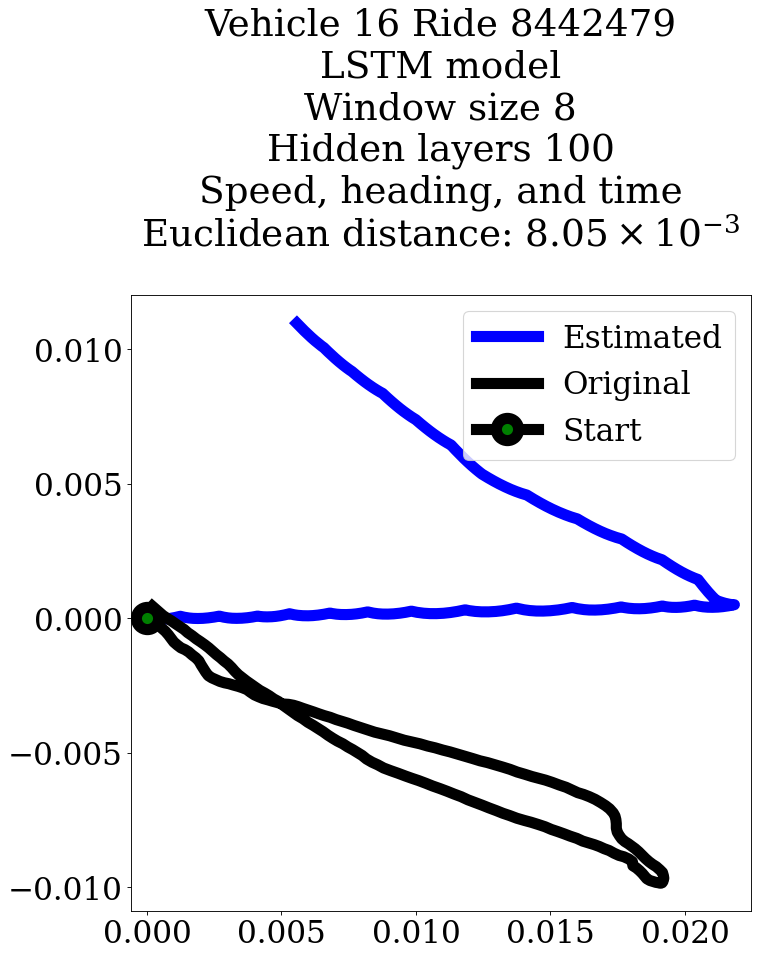 Vehicle 16 Ride 8442479
LSTM model
Window size 8
Hidden layers 100
Speed, heading, and time
Euclidean distance: 8.05 × 10⁻³
Estimated
Original
Start
0.010
0.005
0.000
−0.005
−0.010
0.000 0.005 0.010 0.015 0.020